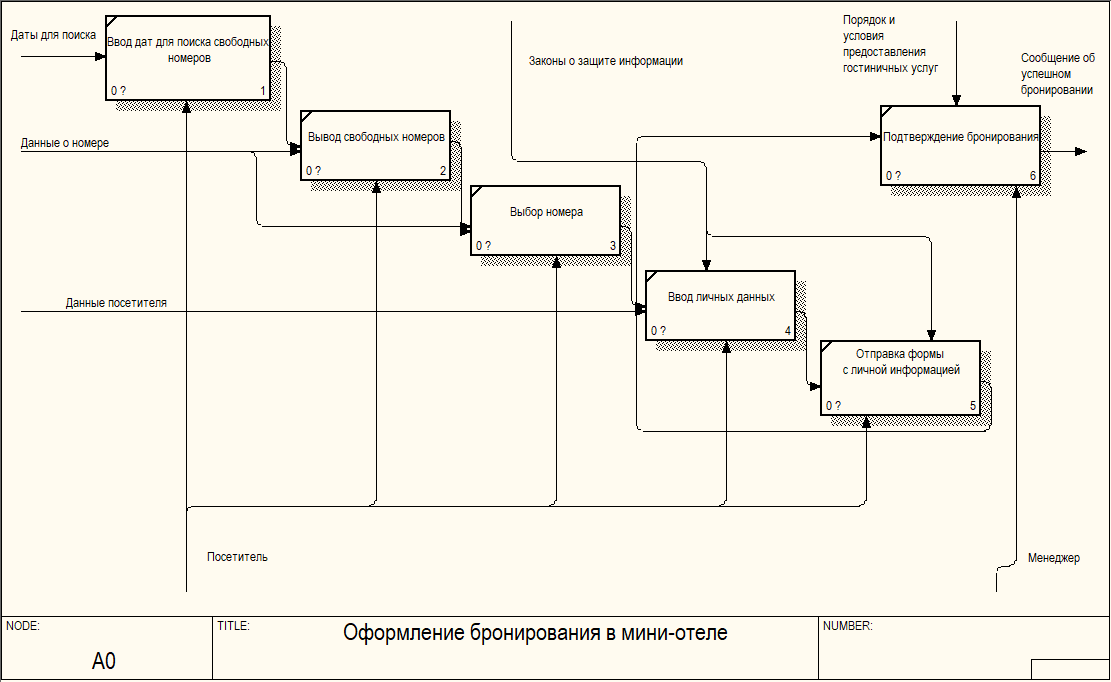 Даты для поиска
Ввод дат для поиска свободных
номеров
0 ?
1
Законы о защите информации
Порядок и
условия
предоставления
гостиничных услуг
Сообщение об
успешном
бронировании
Данные о номере
Вывод свободных номеров
0 ?
2
Подтверждение бронирования
0 ?
6
Выбор номера
0 ?
3
Данные посетителя
Ввод личных данных
0 ?
4
Отправка формы
с личной информацией
0 ?
5
Посетитель
Менеджер
NODE:
A0
TITLE:
Оформление бронирования в мини-отеле
NUMBER: